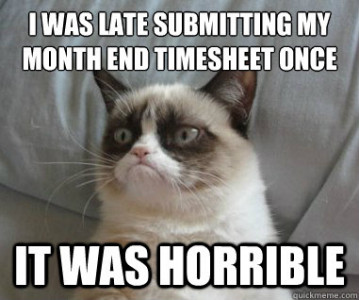 I WAS LATE SUBMITTING MY
MONTH END TIMESHEET ONCE
IT WAS HORRIBLE
quickmeme.com